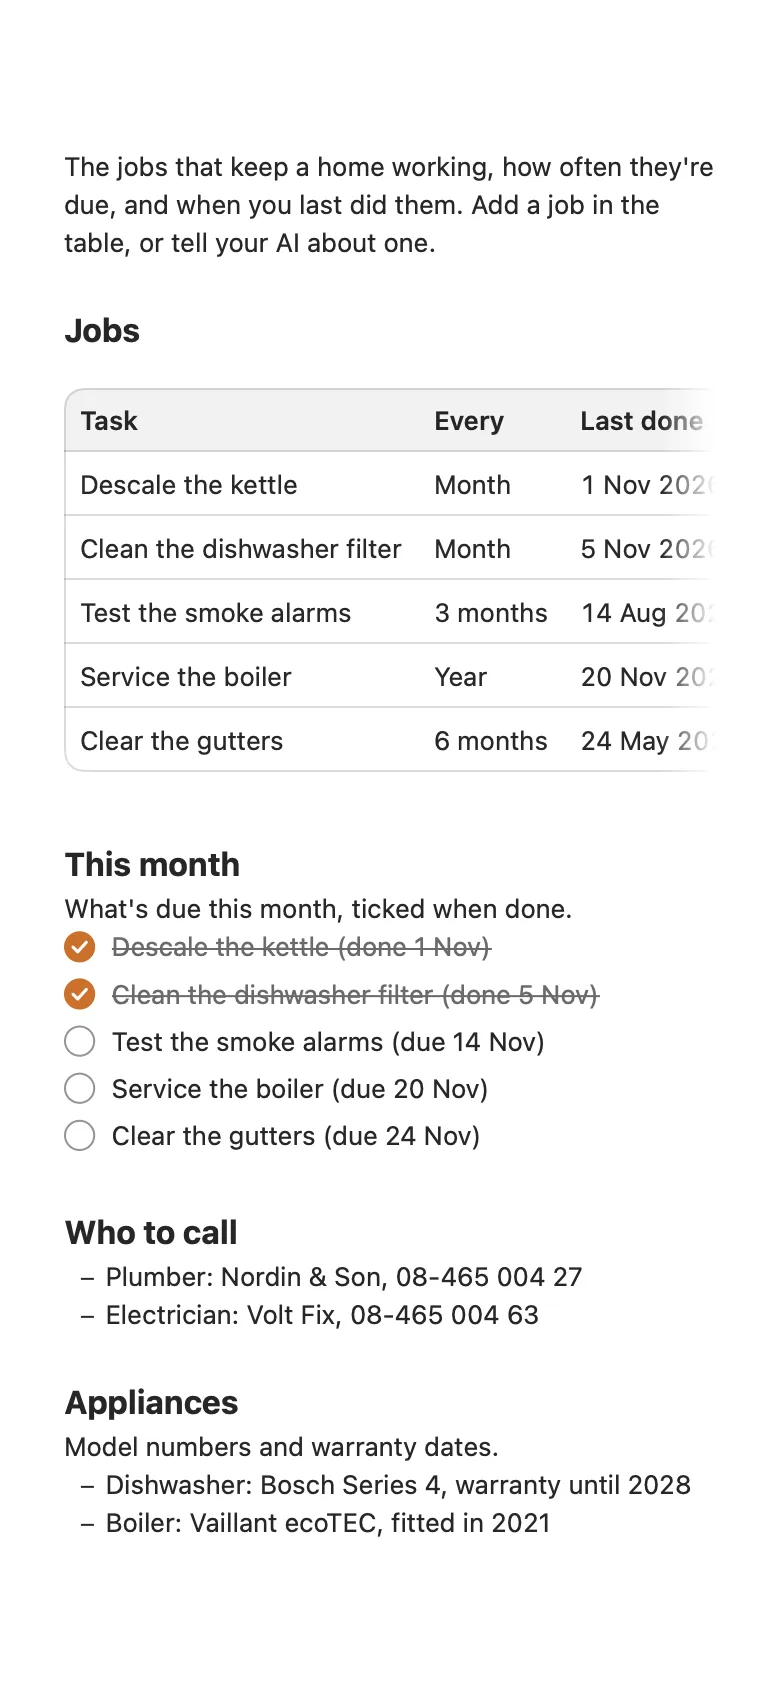 The jobs that keep a home working, how often they're
due, and when you last did them. Add a job in the
table, or tell your AI about one.
Jobs
Task Every Last done
Descale the kettle Month 1 Nov 2026
Clean the dishwasher filter Month 5 Nov 2026
Test the smoke alarms 3 months 14 Aug
Service the boiler Year 20 Nov
Clear the gutters 6 months 24 May
This month
What's due this month, ticked when done.
Descale the kettle (done 1 Nov)
Clean the dishwasher filter (done 5 Nov)
Test the smoke alarms (due 14 Nov)
Service the boiler (due 20 Nov)
Clear the gutters (due 24 Nov)
Who to call
– Plumber: Nordin & Son, 08-465 004 27
– Electrician: Volt Fix, 08-465 004 63
Appliances
Model numbers and warranty dates.
– Dishwasher: Bosch Series 4, warranty until 2028
– Boiler: Vaillant ecoTEC, fitted in 2021